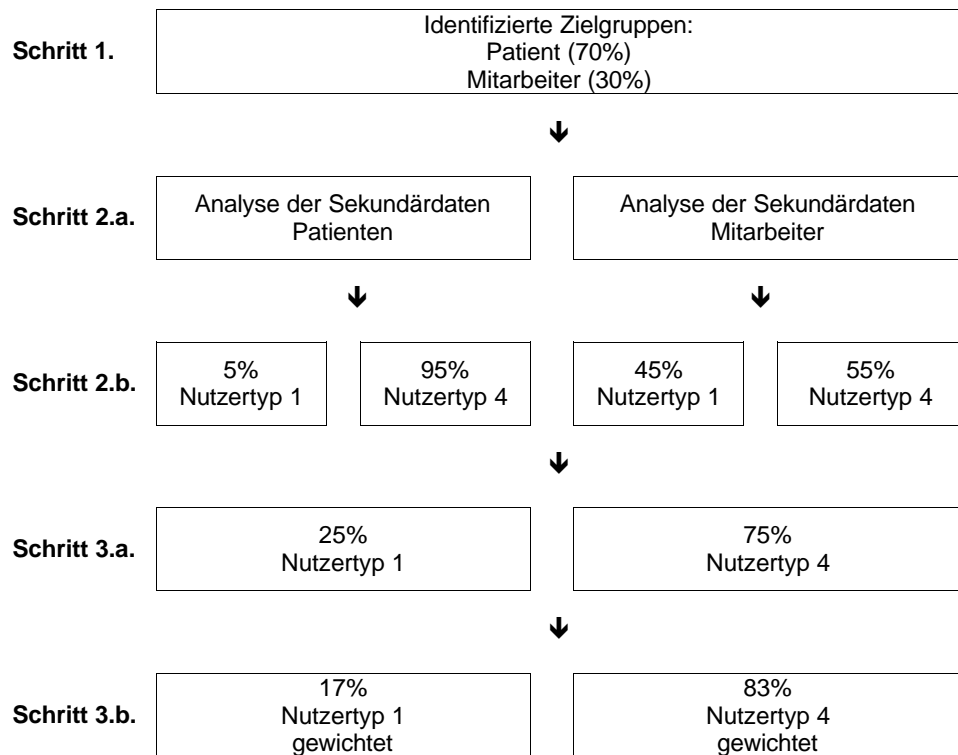 Schritt 1.
Identifizierte Zielgruppen:
Patient (70%)
Mitarbeiter (30%)
Schritt 2.a.
Analyse der Sekundärdaten
Patienten
Analyse der Sekundärdaten
Mitarbeiter
Schritt 2.b.
5%
Nutzertyp 1
95%
Nutzertyp 4
45%
Nutzertyp 1
55%
Nutzertyp 4
Schritt 3.a.
25%
Nutzertyp 1
75%
Nutzertyp 4
Schritt 3.b.
17%
Nutzertyp 1
gewichtet
83%
Nutzertyp 4
gewichtet